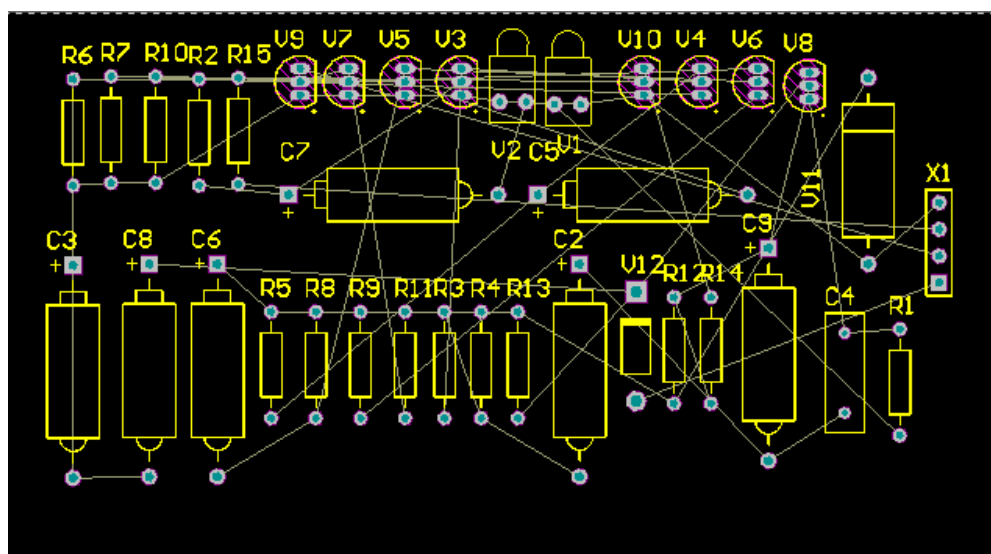 R6 R7 R10 R2 R15 V9 V7 V5 V3 V10 V4 V6 V8
C7 V2 C5 V1 V11 X1
+ +
C3 C8 C6 C2 V12 R12 R14 C9
+ + + + +
R5 R8 R9 R11 R3 R4 R13 C4 R1